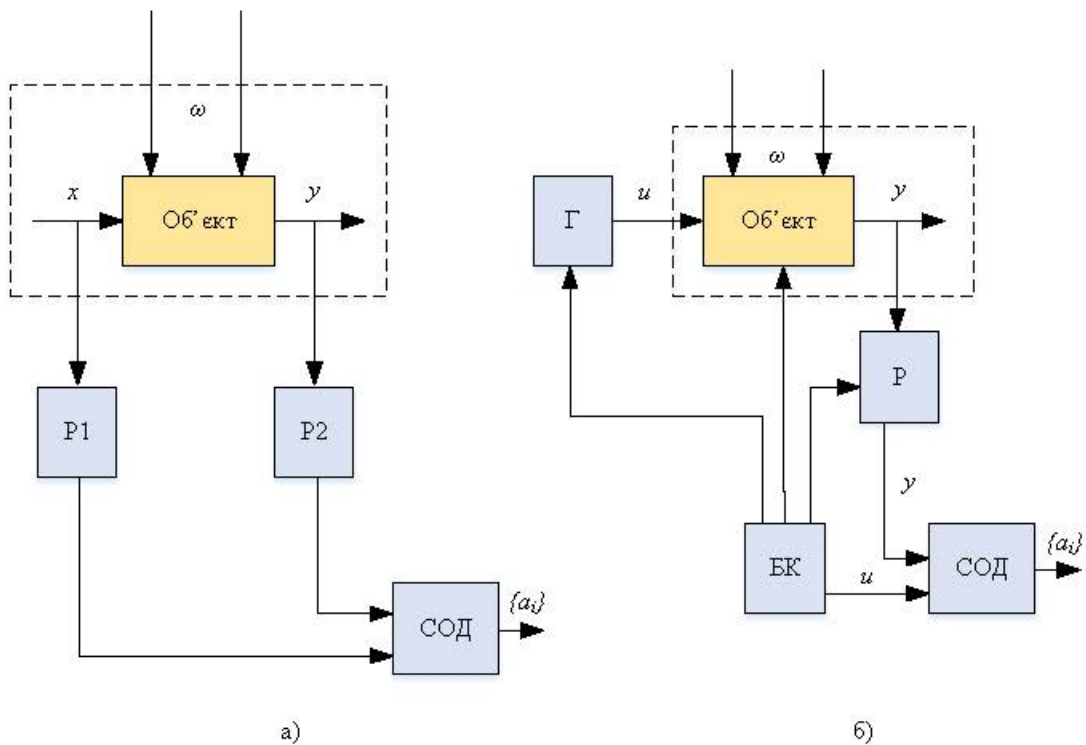 ω
x
Об’єкт
y
Р1
Р2
СОД
{aᵢ}
а)
ω
Г
u
Об’єкт
y
Р
y
БК
u
СОД
{aᵢ}
б)